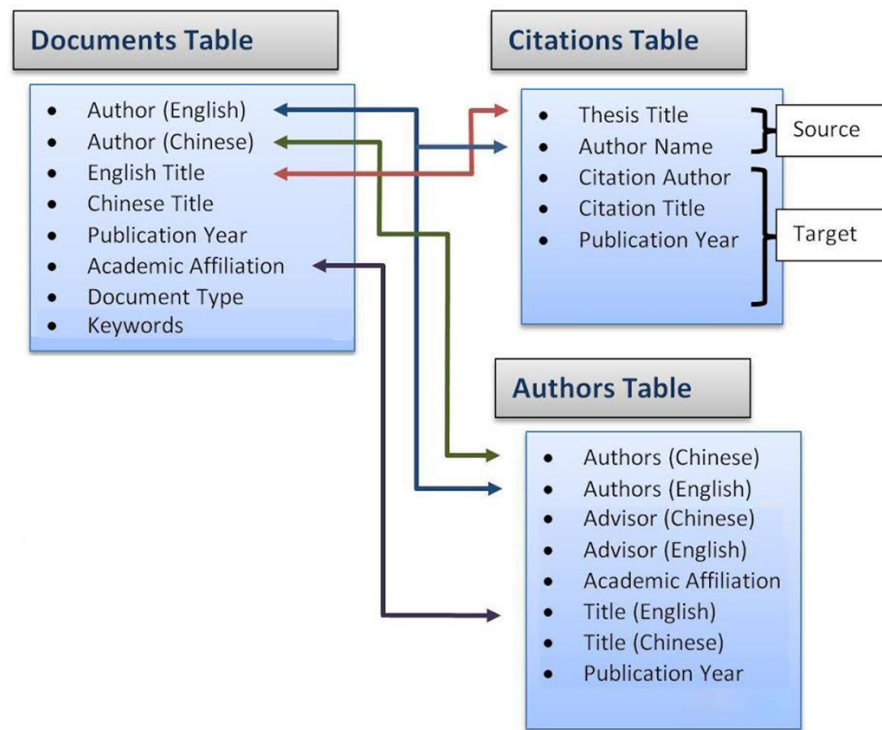 Documents Table
• Author (English)
• Author (Chinese)
• English Title
• Chinese Title
• Publication Year
• Academic Affiliation
• Document Type
• Keywords
Citations Table
• Thesis Title
• Author Name
• Citation Author
• Citation Title
• Publication Year
Source
Target
Authors Table
• Authors (Chinese)
• Authors (English)
• Advisor (Chinese)
• Advisor (English)
• Academic Affiliation
• Title (English)
• Title (Chinese)
• Publication Year